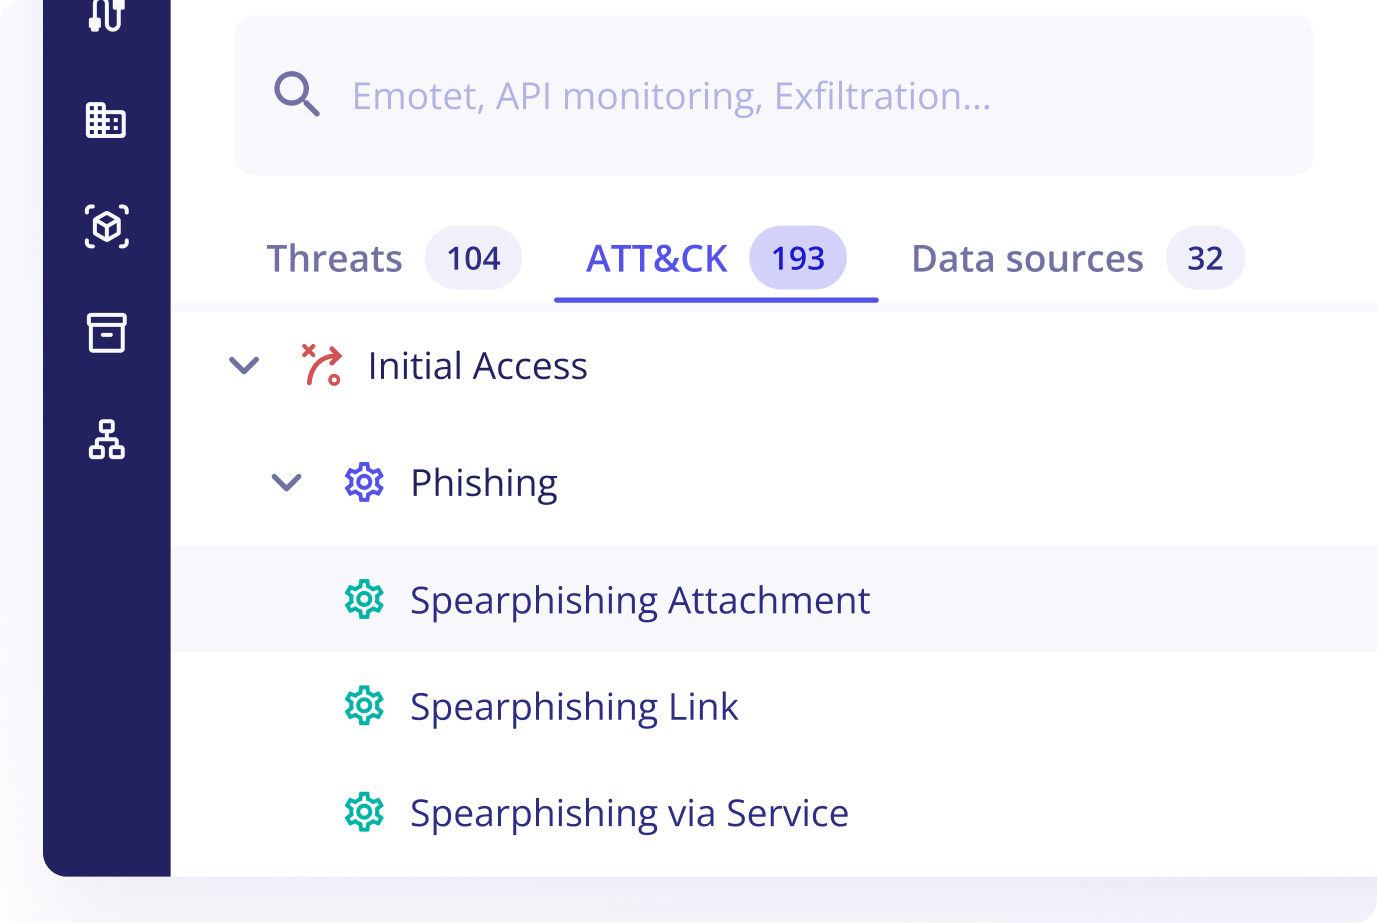 Emotet, API monitoring, Exfiltration...
Threats 104 ATT&CK 193 Data sources 32
Initial Access
Phishing
Spearphishing Attachment
Spearphishing Link
Spearphishing via Service